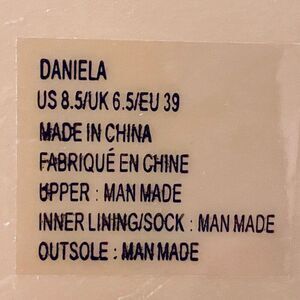 DANIELA
US 8.5/UK 6.5/EU 39
MADE IN CHINA
FABRIQUÉ EN CHINE
UPPER : MAN MADE
INNER LINING/SOCK : MAN MADE
OUTSOLE : MAN MADE